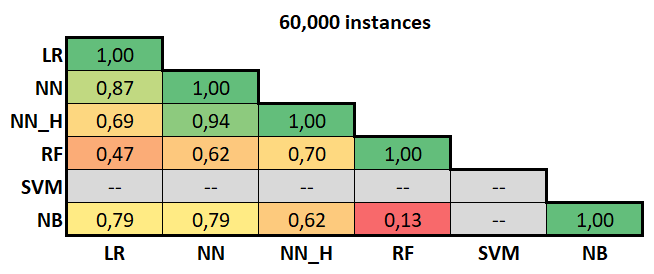 60,000 instances
LR 1,00
NN 0,87 1,00
NN_H 0,69 0,94 1,00
RF 0,47 0,62 0,70 1,00
SVM -- -- -- -- --
NB 0,79 0,79 0,62 0,13 -- 1,00
LR NN NN_H RF SVM NB